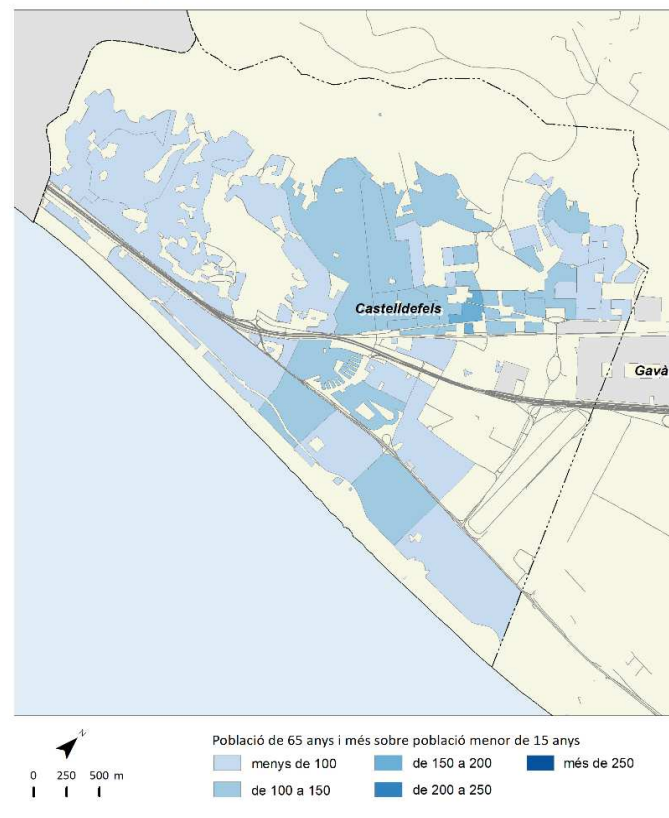 Castelldefels
Gavà
N
Població de 65 anys i més sobre població menor de 15 anys
0 250 500 m
menys de 100
de 150 a 200
més de 250
de 100 a 150
de 200 a 250